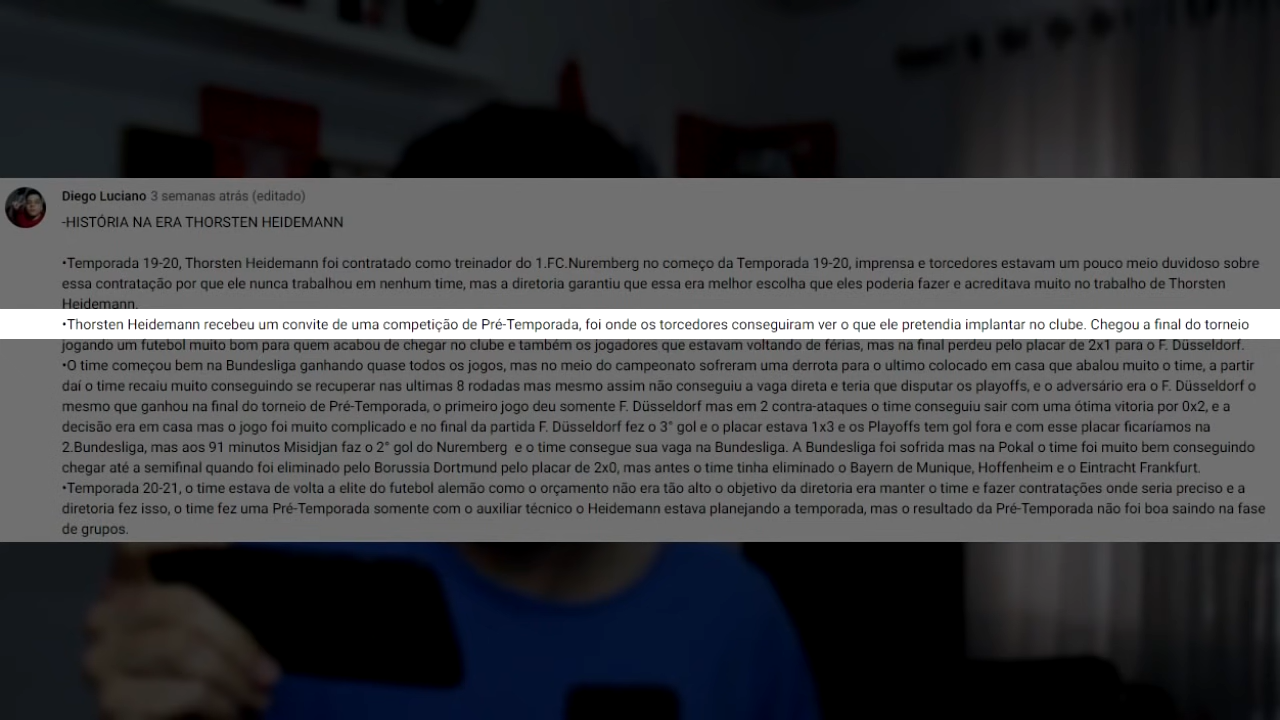 Diego Luciano 3 semanas atrás (editado)
-HISTÓRIA NA ERA THORSTEN HEIDEMANN
•Temporada 19-20, Thorsten Heidemann foi contratado como treinador do 1.FC.Nuremberg no começo da Temporada 19-20, imprensa e torcedores estavam um pouco meio duvidoso sobre
essa contratação por que ele nunca trabalhou em nenhum time, mas a diretoria garantiu que essa era melhor escolha que eles poderia fazer e acreditava muito no trabalho de Thorsten
Heidemann.
•Thorsten Heidemann recebeu um convite de uma competição de Pré-Temporada, foi onde os torcedores conseguiram ver o que ele pretendia implantar no clube. Chegou a final do torneio
jogando um futebol muito bom para quem acabou de chegar no clube e também os jogadores que estavam voltando de férias, mas na final perdeu pelo placar de 2x1 para o F. Düsseldorf.
•O time começou bem na Bundesliga ganhando quase todos os jogos, mas no meio do campeonato sofreram uma derrota para o ultimo colocado em casa que abalou muito o time, a partir
daí o time recaiu muito conseguindo se recuperar nas ultimas 8 rodadas mas mesmo assim não conseguiu a vaga direta e teria que disputar os playoffs, e o adversário era o F. Düsseldorf o
mesmo que ganhou na final do torneio de Pré-Temporada, o primeiro jogo deu somente F. Düsseldorf mas em 2 contra-ataques o time conseguiu sair com uma ótima vitoria por 0x2, e a
decisão era em casa mas o jogo foi muito complicado e no final da partida F. Düsseldorf fez o 3° gol e o placar estava 1x3 e os Playoffs tem gol fora e com esse placar ficaríamos na
2.Bundesliga, mas aos 91 minutos Misidjan faz o 2° gol do Nuremberg e o time consegue sua vaga na Bundesliga. A Bundesliga foi sofrida mas na Pokal o time foi muito bem conseguindo
chegar até a semifinal quando foi eliminado pelo Borussia Dortmund pelo placar de 2x0, mas antes o time tinha eliminado o Bayern de Munique, Hoffenheim e o Eintracht Frankfurt.
•Temporada 20-21, o time estava de volta a elite do futebol alemão como o orçamento não era tão alto o objetivo da diretoria era manter o time e fazer contratações onde seria preciso e a
diretoria fez isso, o time fez uma Pré-Temporada somente com o auxiliar técnico o Heidemann estava planejando a temporada, mas o resultado da Pré-Temporada não foi boa saindo na fase
de grupos.